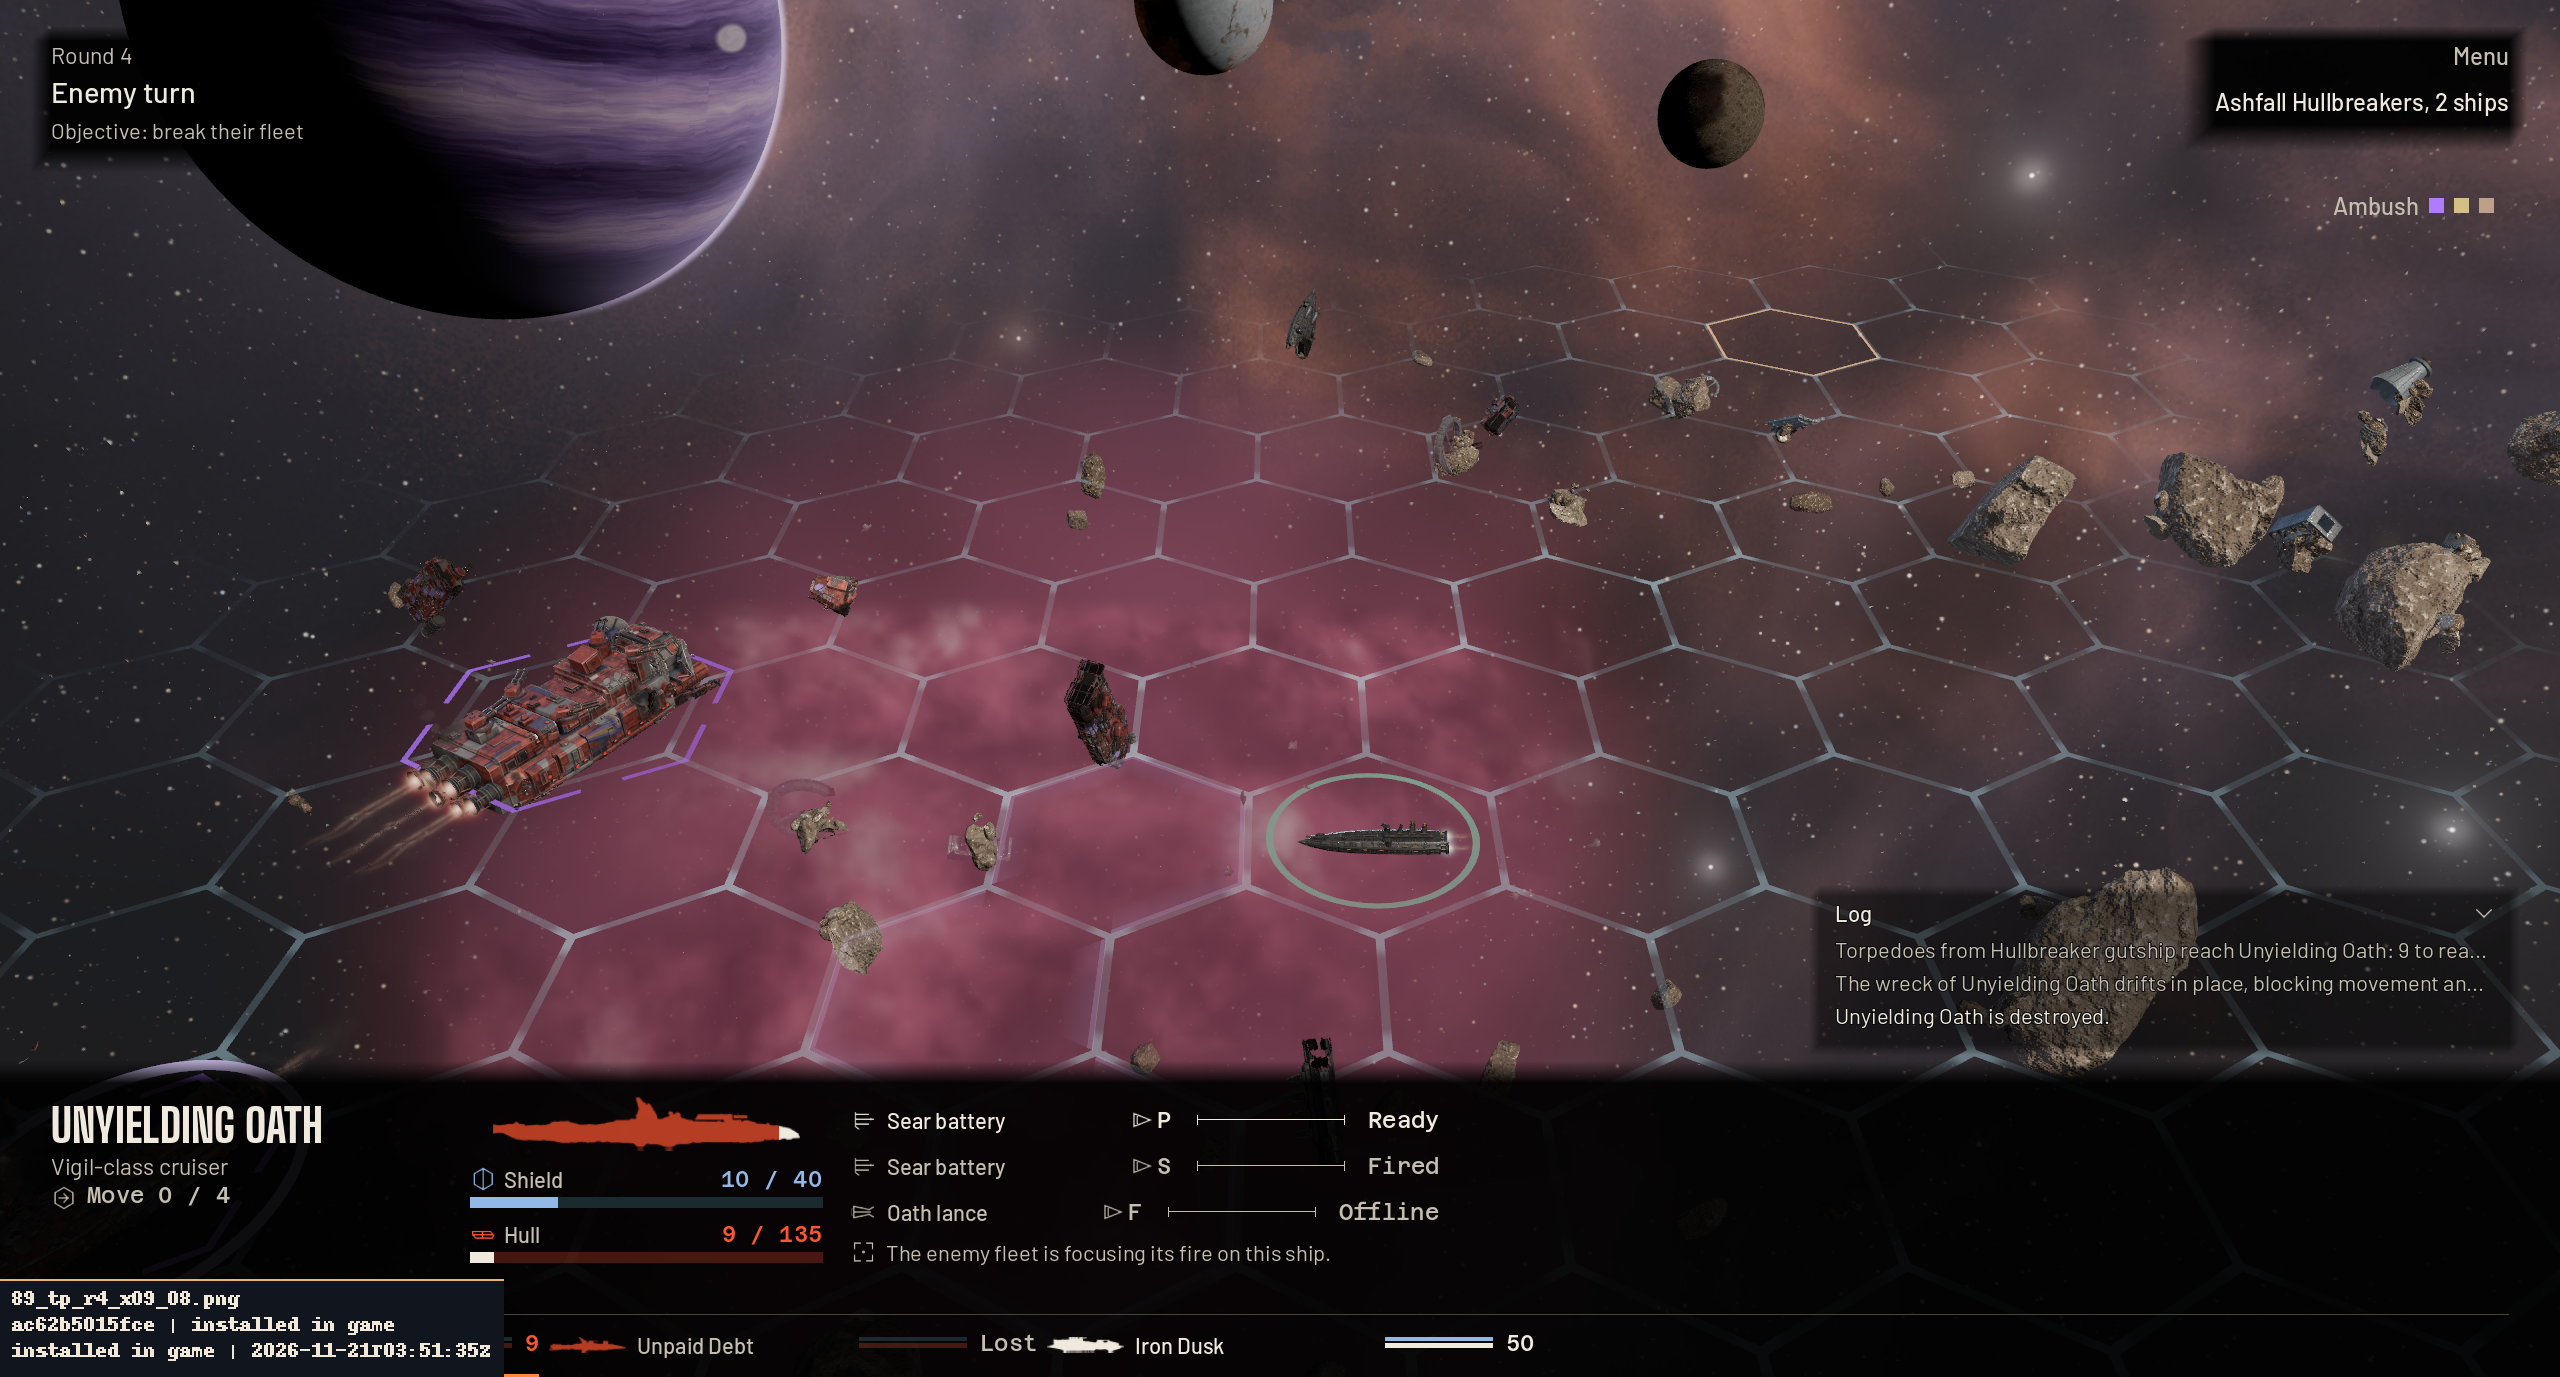 Round 4
Enemy turn
Objective: break their fleet
Menu
Ashfall Hullbreakers, 2 ships
Ambush
Log
Torpedoes from Hullbreaker gutship reach Unyielding Oath: 9 to rea...
The wreck of Unyielding Oath drifts in place, blocking movement an...
Unyielding Oath is destroyed.
UNYIELDING OATH
Vigil-class cruiser
Move 0 / 4
Shield 10 / 40
Hull 9 / 135
Sear battery P Ready
Sear battery S Fired
Oath lance F Offline
The enemy fleet is focusing its fire on this ship.
89_tp_r4_x09_08.png
ac62b5015fce | installed in game
installed in game | 2026-11-21T03:51:35Z
9 Unpaid Debt Lost Iron Dusk 50